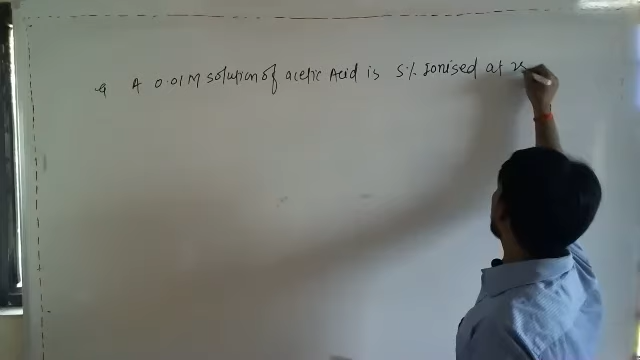 Q A 0.01M solution of acetic Acid is 5% Ionised at